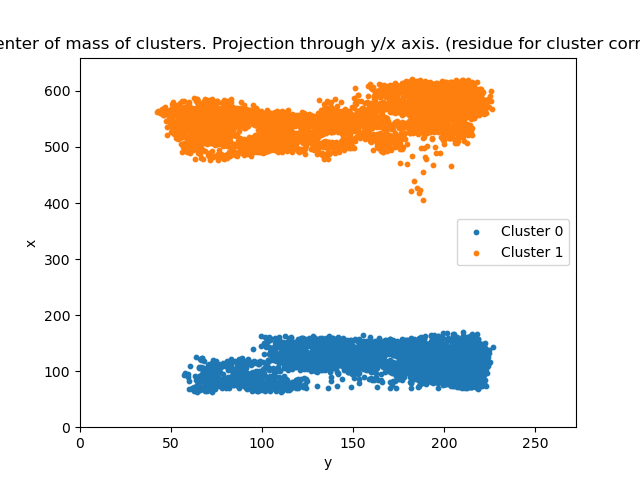 enter of mass of clusters. Projection through y/x axis. (residue for cluster corr
600
500
400
300
200
100
0
x
Cluster 0
Cluster 1
0 50 100 150 200 250
y